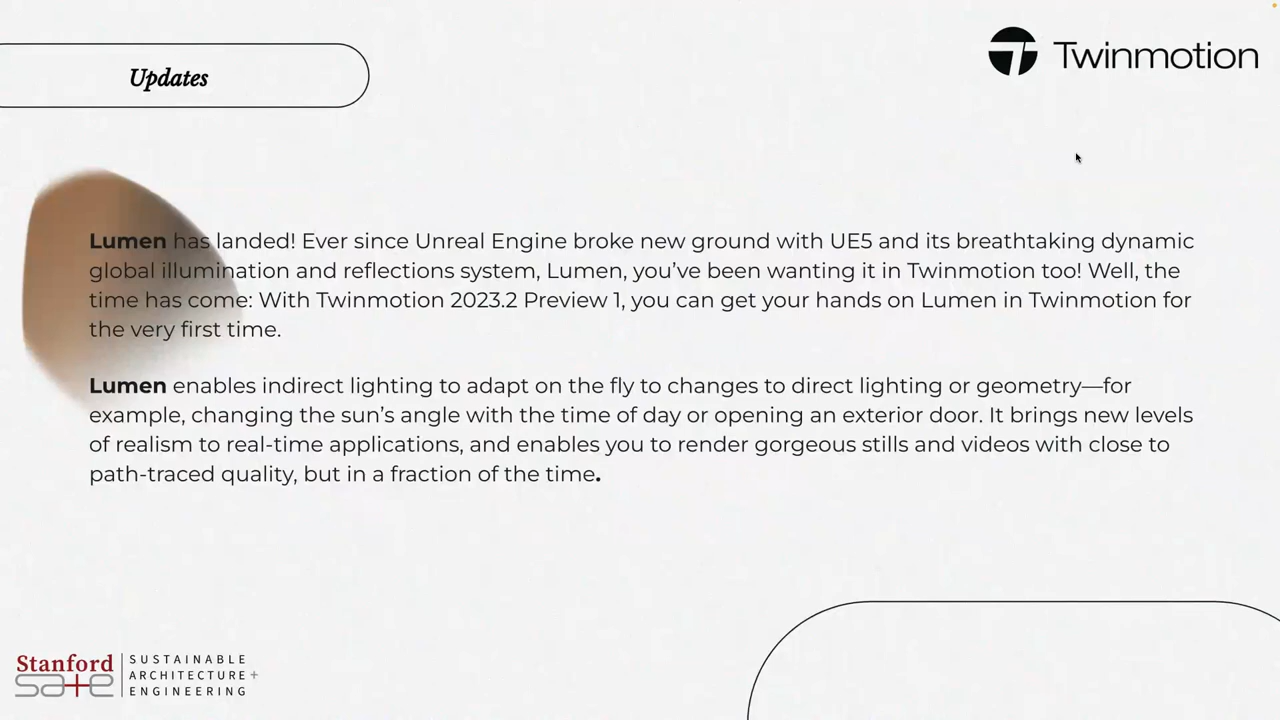 Updates
Twinmotion
Lumen has landed! Ever since Unreal Engine broke new ground with UE5 and its breathtaking dynamic
global illumination and reflections system, Lumen, you’ve been wanting it in Twinmotion too! Well, the
time has come: With Twinmotion 2023.2 Preview 1, you can get your hands on Lumen in Twinmotion for
the very first time.
Lumen enables indirect lighting to adapt on the fly to changes to direct lighting or geometry—for
example, changing the sun’s angle with the time of day or opening an exterior door. It brings new levels
of realism to real-time applications, and enables you to render gorgeous stills and videos with close to
path-traced quality, but in a fraction of the time.
Stanford
sa+e
SUSTAINABLE
ARCHITECTURE+
ENGINEERING